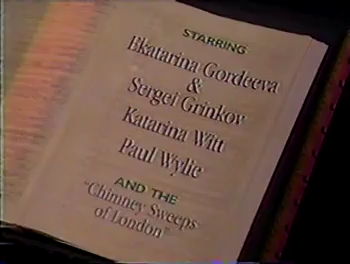 STARRING
Ekatarina Gordeeva
&
Sergei Grinkov
Katarina Witt
Paul Wylie
AND THE
"Chimney Sweeps
of London"